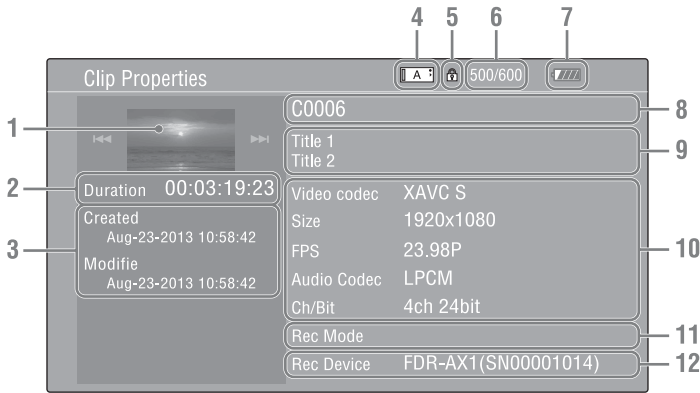 4 5 6 7
Clip Properties A 500/600
1 C0006 8
Title 1 9
Title 2
2 Duration 00:03:19:23
3 Created
Aug-23-2013 10:58:42
Modifie
Aug-23-2013 10:58:42
Video codec XAVC S 10
Size 1920x1080
FPS 23.98P
Audio Codec LPCM
Ch/Bit 4ch 24bit
Rec Mode 11
Rec Device FDR-AX1(SN00001014) 12